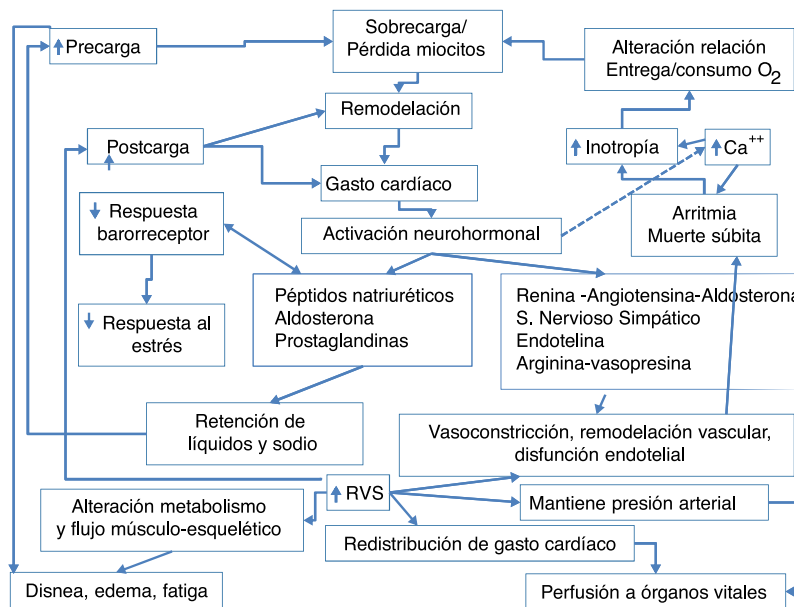 Sobrecarga/
Pérdida miocitos
Precarga
Alteración relación
Entrega/consumo O2
Remodelación
Postcarga
Inotropía
Ca++
Gasto cardíaco
Respuesta
barorreceptor
Activación neurohormonal
Arritmia
Muerte súbita
Péptidos natriuréticos
Aldosterona
Prostaglandinas
Renina -Angiotensina-Aldosterona
S. Nervioso Simpático
Endotelina
Arginina-vasopresina
Respuesta al
estrés
Retención de
líquidos y sodio
Vasoconstricción, remodelación vascular,
disfunción endotelial
RVS
Alteración metabolismo
y flujo músculo-esquelético
Mantiene presión arterial
Redistribución de gasto cardíaco
Disnea, edema, fatiga
Perfusión a órganos vitales